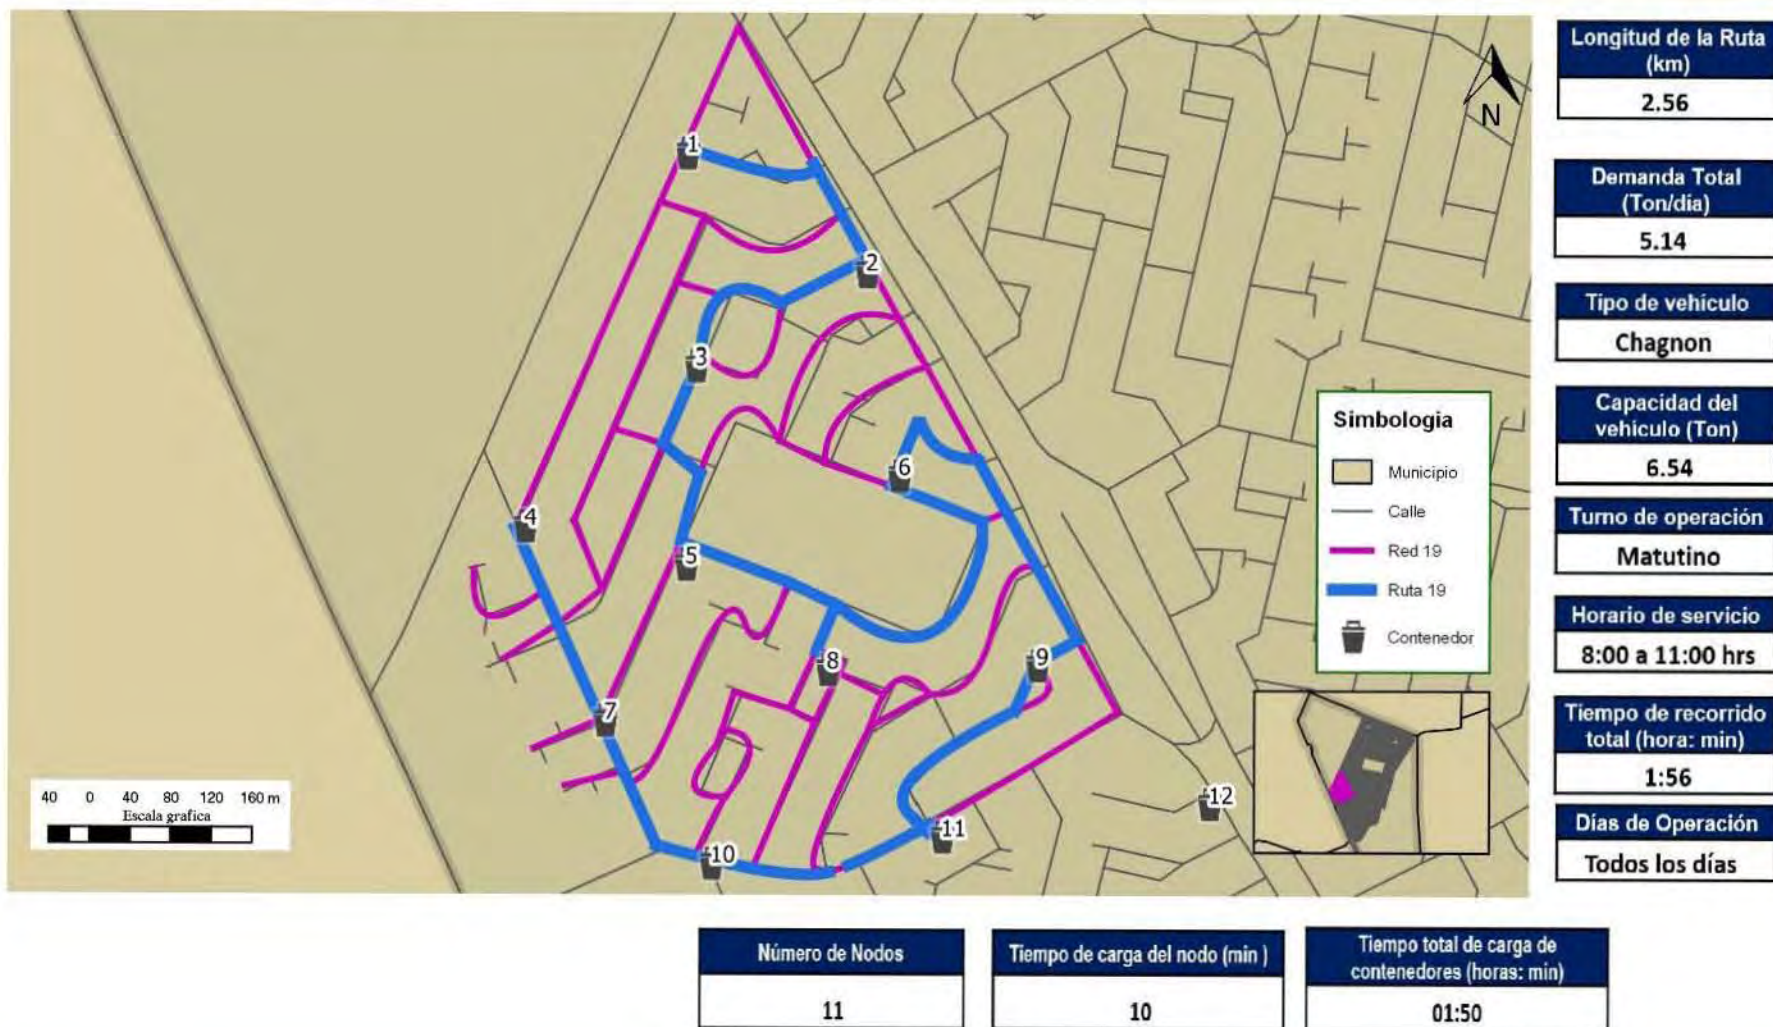 1
2
3
4
5
6
7
8
9
10
11
12
N
Simbología
Municipio
Calle
Red 19
Ruta 19
Contenedor
40 0 40 80 120 160 m
Escala grafica
Longitud de la Ruta
(km)
2.56
Demanda Total
(Ton/día)
5.14
Tipo de vehículo
Chagnon
Capacidad del
vehículo (Ton)
6.54
Turno de operación
Matutino
Horario de servicio
8:00 a 11:00 hrs
Tiempo de recorrido
total (hora: min)
1:56
Días de Operación
Todos los días
Número de Nodos
11
Tiempo de carga del nodo (min )
10
Tiempo total de carga de
contenedores (horas: min)
01:50